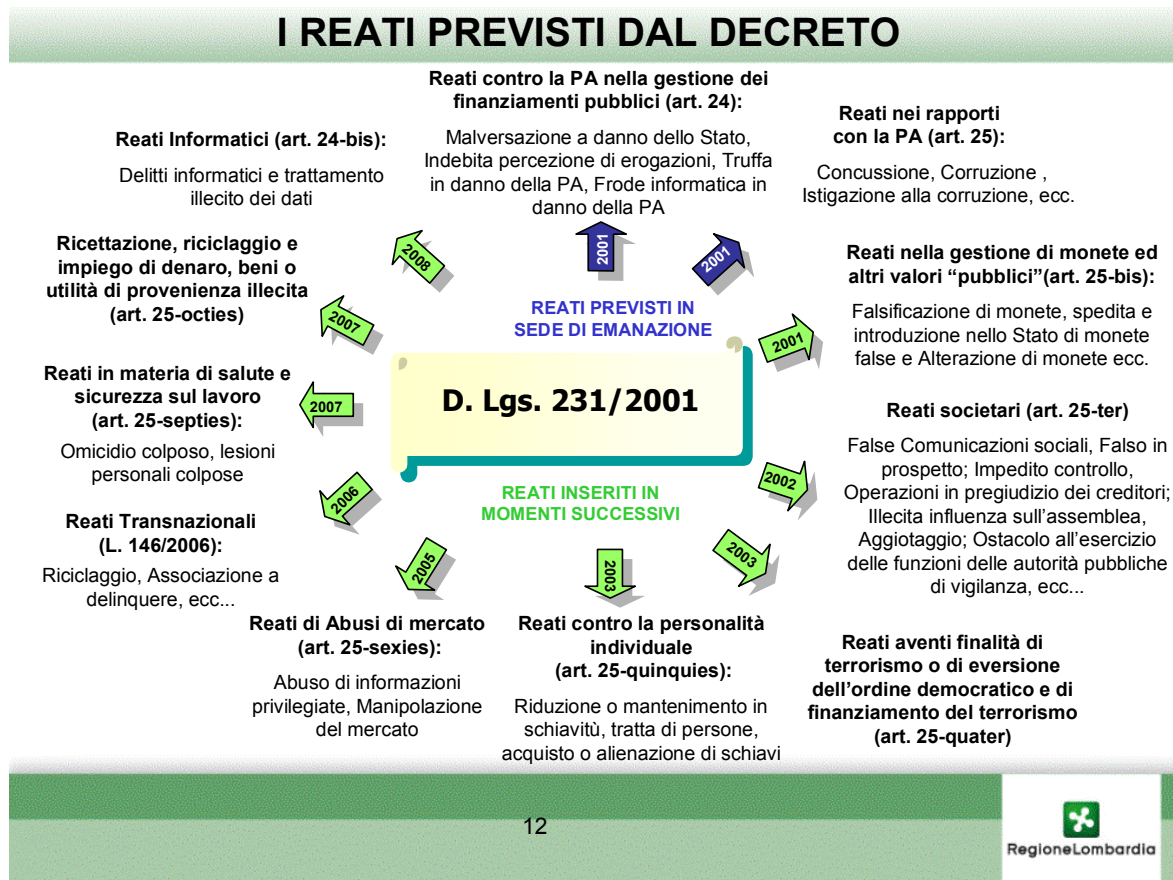 I REATI PREVISTI DAL DECRETO
Reati contro la PA nella gestione dei
finanziamenti pubblici (art. 24):
Malversazione a danno dello Stato,
Indebita percezione di erogazioni, Truffa
in danno della PA, Frode informatica in
danno della PA
2001
Reati nei rapporti
con la PA (art. 25):
Concussione, Corruzione ,
Istigazione alla corruzione, ecc.
2001
Reati nella gestione di monete ed
altri valori “pubblici”(art. 25-bis):
Falsificazione di monete, spedita e
introduzione nello Stato di monete
false e Alterazione di monete ecc.
2001
Reati societari (art. 25-ter)
False Comunicazioni sociali, Falso in
prospetto; Impedito controllo,
Operazioni in pregiudizio dei creditori;
Illecita influenza sull’assemblea,
Aggiotaggio; Ostacolo all’esercizio
delle funzioni delle autorità pubbliche
di vigilanza, ecc...
2002
Reati aventi finalità di
terrorismo o di eversione
dell’ordine democratico e di
finanziamento del terrorismo
(art. 25-quater)
2003
Reati contro la personalità
individuale
(art. 25-quinquies):
Riduzione o mantenimento in
schiavitù, tratta di persone,
acquisto o alienazione di schiavi
2003
Reati di Abusi di mercato
(art. 25-sexies):
Abuso di informazioni
privilegiate, Manipolazione
del mercato
2005
Reati Transnazionali
(L. 146/2006):
Riciclaggio, Associazione a
delinquere, ecc...
2006
Reati in materia di salute e
sicurezza sul lavoro
(art. 25-septies):
Omicidio colposo, lesioni
personali colpose
2007
Ricettazione, riciclaggio e
impiego di denaro, beni o
utilità di provenienza illecita
(art. 25-octies)
2007
Reati Informatici (art. 24-bis):
Delitti informatici e trattamento
illecito dei dati
2008
REATI PREVISTI IN
SEDE DI EMANAZIONE
D. Lgs. 231/2001
REATI INSERITI IN
MOMENTI SUCCESSIVI
12
RegioneLombardia